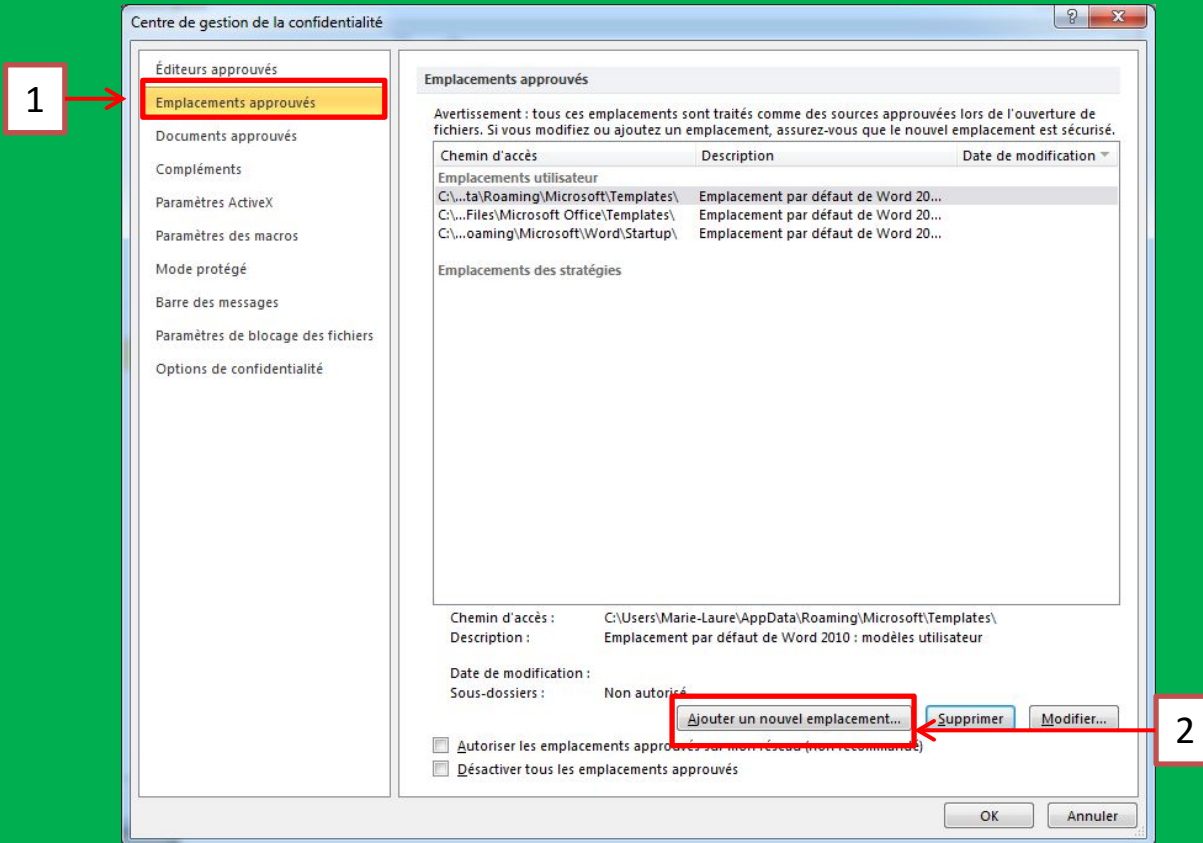 Centre de gestion de la confidentialité
1
Éditeurs approuvés
Emplacements approuvés
Documents approuvés
Compléments
Paramètres ActiveX
Paramètres des macros
Mode protégé
Barre des messages
Paramètres de blocage des fichiers
Options de confidentialité
Emplacements approuvés
Avertissement : tous ces emplacements sont traités comme des sources approuvées lors de l'ouverture de
fichiers. Si vous modifiez ou ajoutez un emplacement, assurez-vous que le nouvel emplacement est sécurisé.
Chemin d'accès Description Date de modification
Emplacements utilisateur
C:\...ta\Roaming\Microsoft\Templates\ Emplacement par défaut de Word 20...
C:\...Files\Microsoft Office\Templates\ Emplacement par défaut de Word 20...
C:\...oaming\Microsoft\Word\Startup\ Emplacement par défaut de Word 20...
Emplacements des stratégies
Chemin d'accès : C:\Users\Marie-Laure\AppData\Roaming\Microsoft\Templates\
Description : Emplacement par défaut de Word 2010 : modèles utilisateur
Date de modification :
Sous-dossiers : Non autorisé
Ajouter un nouvel emplacement... Supprimer Modifier...
2
Autoriser les emplacements approuvés sur mon réseau (non recommandé)
Désactiver tous les emplacements approuvés
OK Annuler